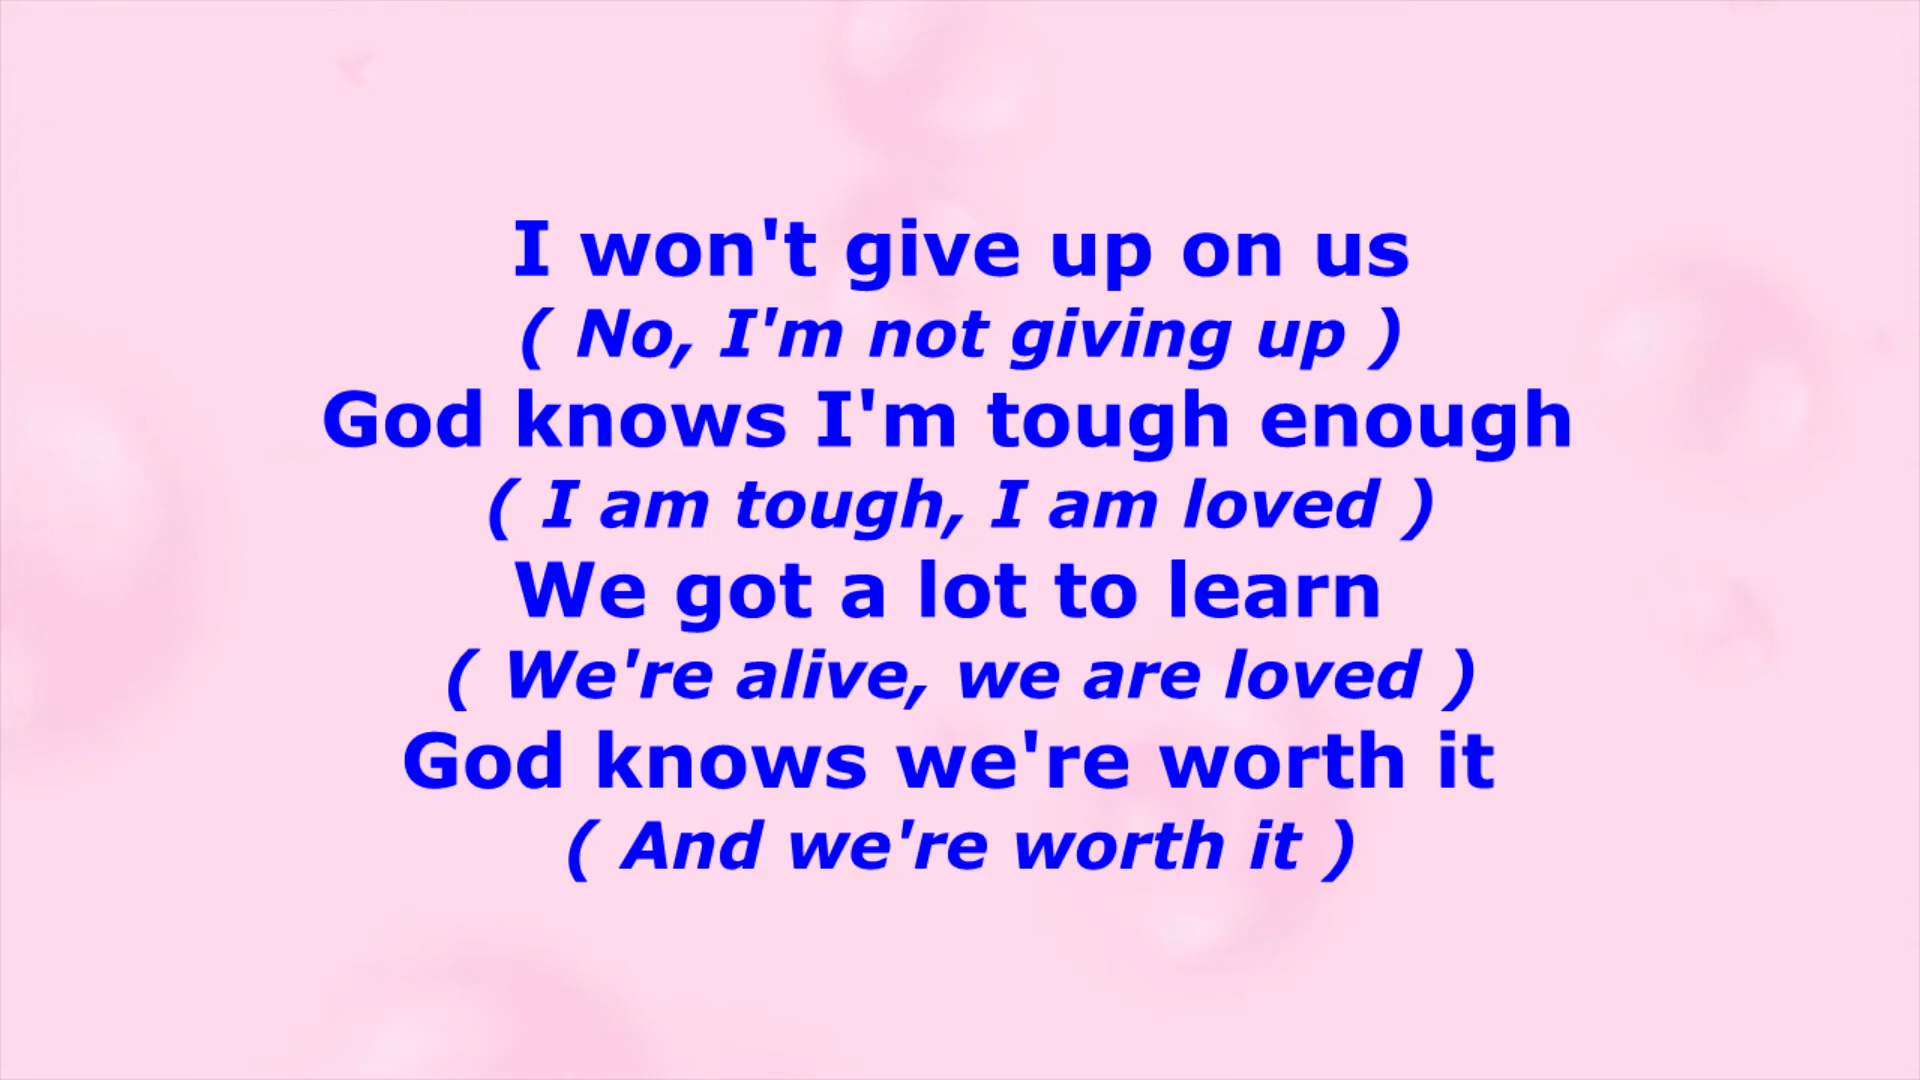 I won't give up on us
( No, I'm not giving up )
God knows I'm tough enough
( I am tough, I am loved )
We got a lot to learn
( We're alive, we are loved )
God knows we're worth it
( And we're worth it )